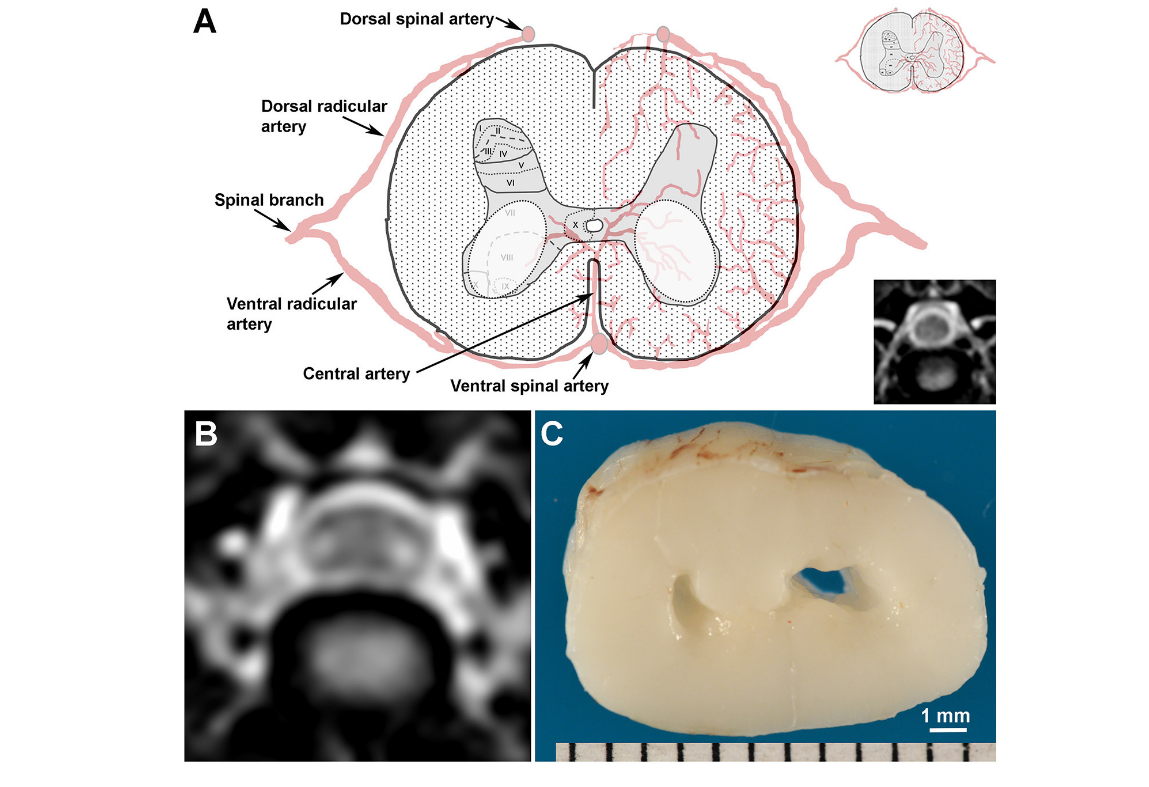 A
Dorsal spinal artery
Dorsal radicular
artery
Spinal branch
Ventral radicular
artery
Central artery
Ventral spinal artery
I
II
III
IV
V
VI
VII
VIII
IX
X
B
C
1 mm